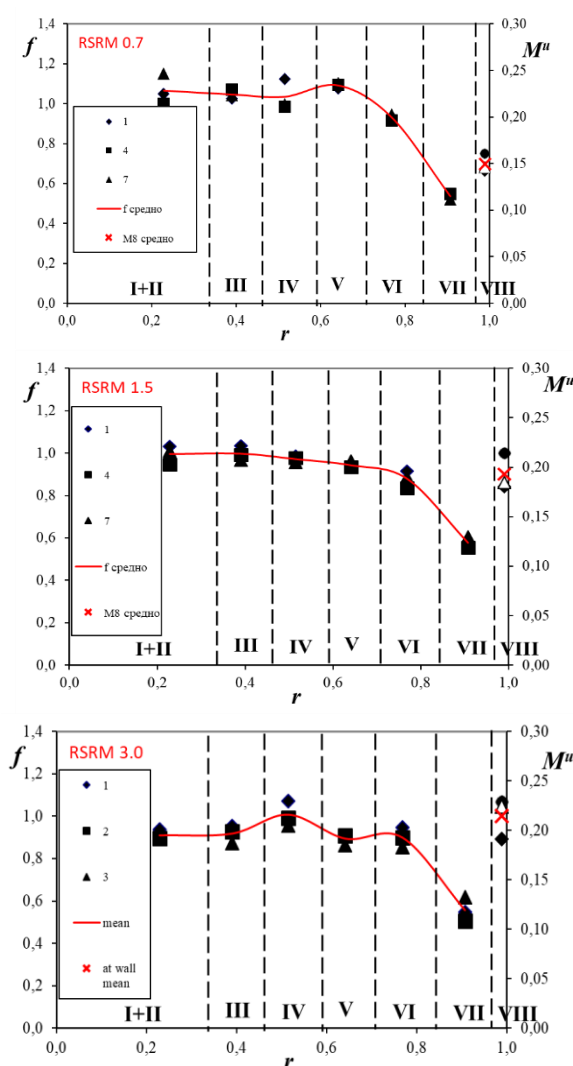 f
RSRM 0.7
Mᵘ
1,4
1,2
1,0
0,8
0,6
0,4
0,2
0,0
0,30
0,25
0,20
0,15
0,10
0,05
0,00
1
4
7
f средно
M8 средно
I+II
III
IV
V
VI
VII
VIII
0,0
0,2
0,4
0,6
0,8
1,0
r
f
RSRM 1.5
Mᵘ
1,4
1,2
1,0
0,8
0,6
0,4
0,2
0,0
0,30
0,25
0,20
0,15
0,10
0,05
0,00
1
4
7
f средно
M8 средно
I+II
III
IV
V
VI
VII
VIII
0,0
0,2
0,4
0,6
0,8
1,0
r
f
RSRM 3.0
Mᵘ
1,4
1,2
1,0
0,8
0,6
0,4
0,2
0,0
0,30
0,25
0,20
0,15
0,10
0,05
0,00
1
2
3
mean
at wall
mean
I+II
III
IV
V
VI
VII
VIII
0,0
0,2
0,4
0,6
0,8
1,0
r